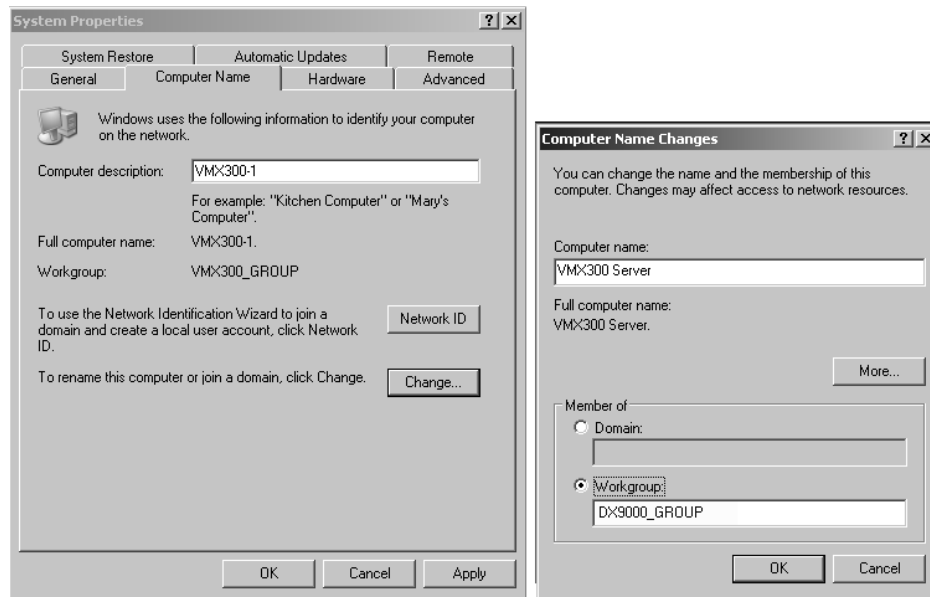 System Properties
System Restore
Automatic Updates
Remote
General
Computer Name
Hardware
Advanced
Windows uses the following information to identify your computer
on the network.
Computer description:
VMX300-1
For example: "Kitchen Computer" or "Mary's
Computer".
Full computer name:
VMX300-1.
Workgroup:
VMX300_GROUP
To use the Network Identification Wizard to join a
domain and create a local user account, click Network
ID.
Network ID
To rename this computer or join a domain, click Change.
Change...
OK
Cancel
Apply
Computer Name Changes
You can change the name and the membership of this
computer. Changes may affect access to network resources.
Computer name:
VMX300 Server
Full computer name:
VMX300 Server.
More...
Member of
Domain:
Workgroup:
DX9000_GROUP
OK
Cancel